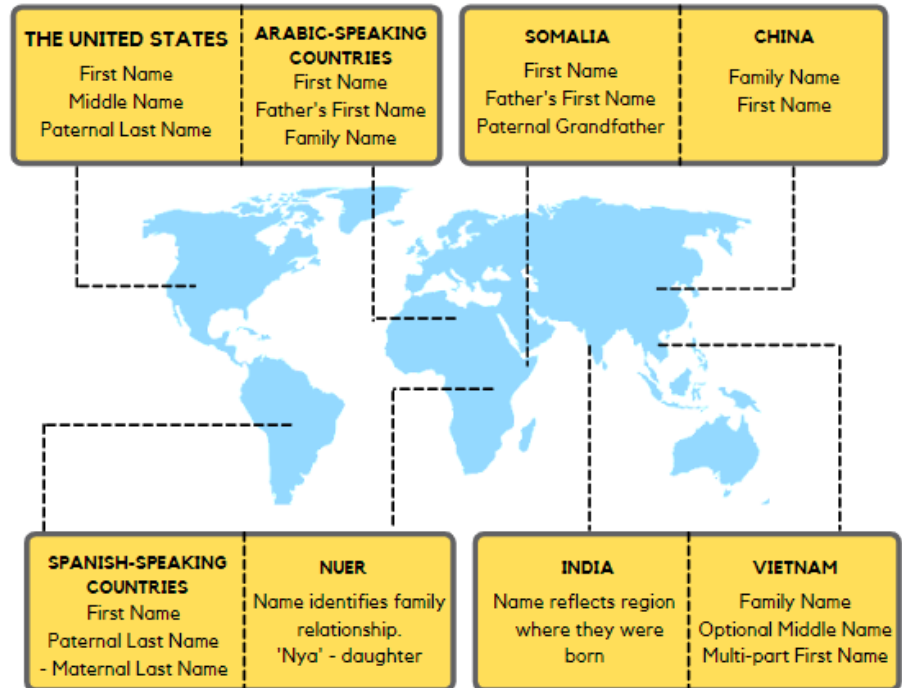 THE UNITED STATES
First Name
Middle Name
Paternal Last Name
ARABIC-SPEAKING
COUNTRIES
First Name
Father's First Name
Family Name
SOMALIA
First Name
Father's First Name
Paternal Grandfather
CHINA
Family Name
First Name
SPANISH-SPEAKING
COUNTRIES
First Name
Paternal Last Name
- Maternal Last Name
NUER
Name identifies family
relationship.
'Nya' - daughter
INDIA
Name reflects region
where they were
born
VIETNAM
Family Name
Optional Middle Name
Multi-part First Name